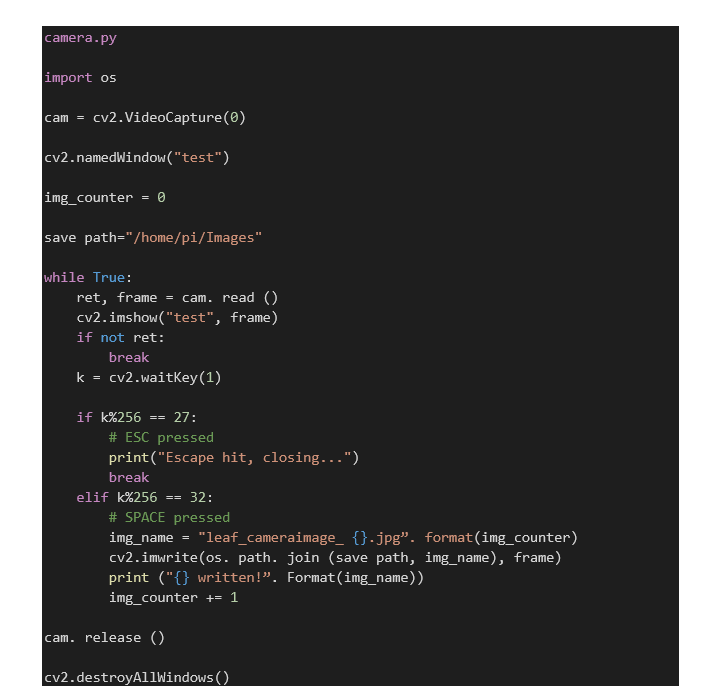 camera.py
import os
cam = cv2.VideoCapture(0)
cv2.namedWindow("test")
img_counter = 0
save path="/home/pi/Images"
while True:
    ret, frame = cam. read ()
    cv2.imshow("test", frame)
    if not ret:
        break
    k = cv2.waitKey(1)
    if k%256 == 27:
        # ESC pressed
        print("Escape hit, closing...")
        break
    elif k%256 == 32:
        # SPACE pressed
        img_name = "leaf_cameraimage_ {}.jpg”. format(img_counter)
        cv2.imwrite(os. path. join (save path, img_name), frame)
        print ("{} written!”. Format(img_name))
        img_counter += 1
cam. release ()
cv2.destroyAllWindows()